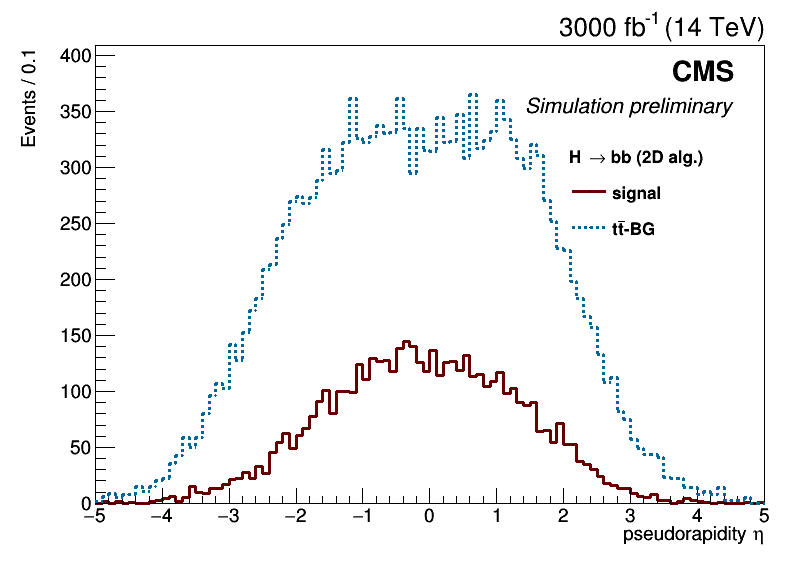 3000 fb⁻¹ (14 TeV)
Events / 0.1
400
350
300
250
200
150
100
50
0
CMS
Simulation preliminary
H → bb (2D alg.)
signal
tt̄-BG
−5 −4 −3 −2 −1 0 1 2 3 4 5
pseudorapidity η